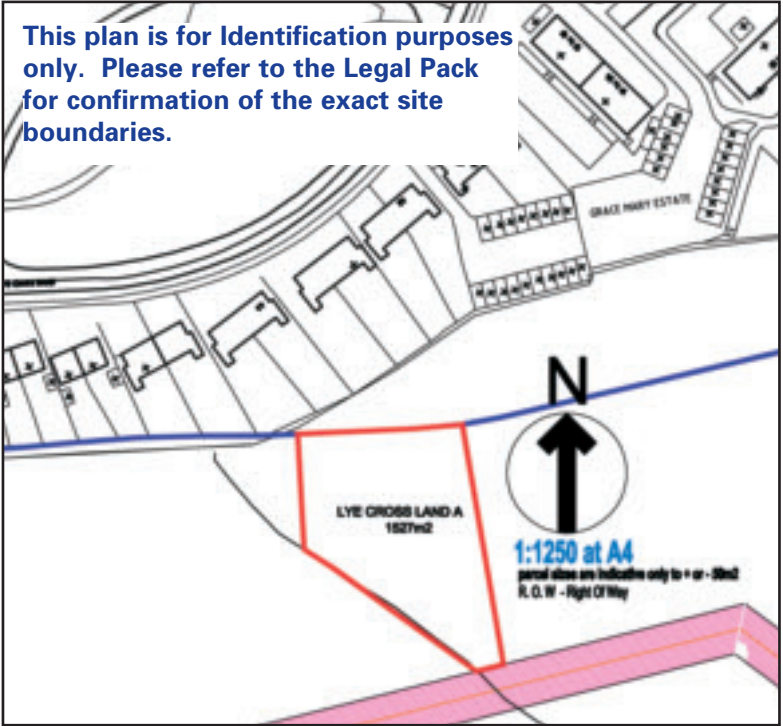 This plan is for Identification purposes
only. Please refer to the Legal Pack
for confirmation of the exact site
boundaries.
GRACE MARY ESTATE
N
LYE CROSS LAND A
1527m2
1:1250 at A4
parcel sizes are indicative only to + or - 50m2
R. O. W - Right Of Way